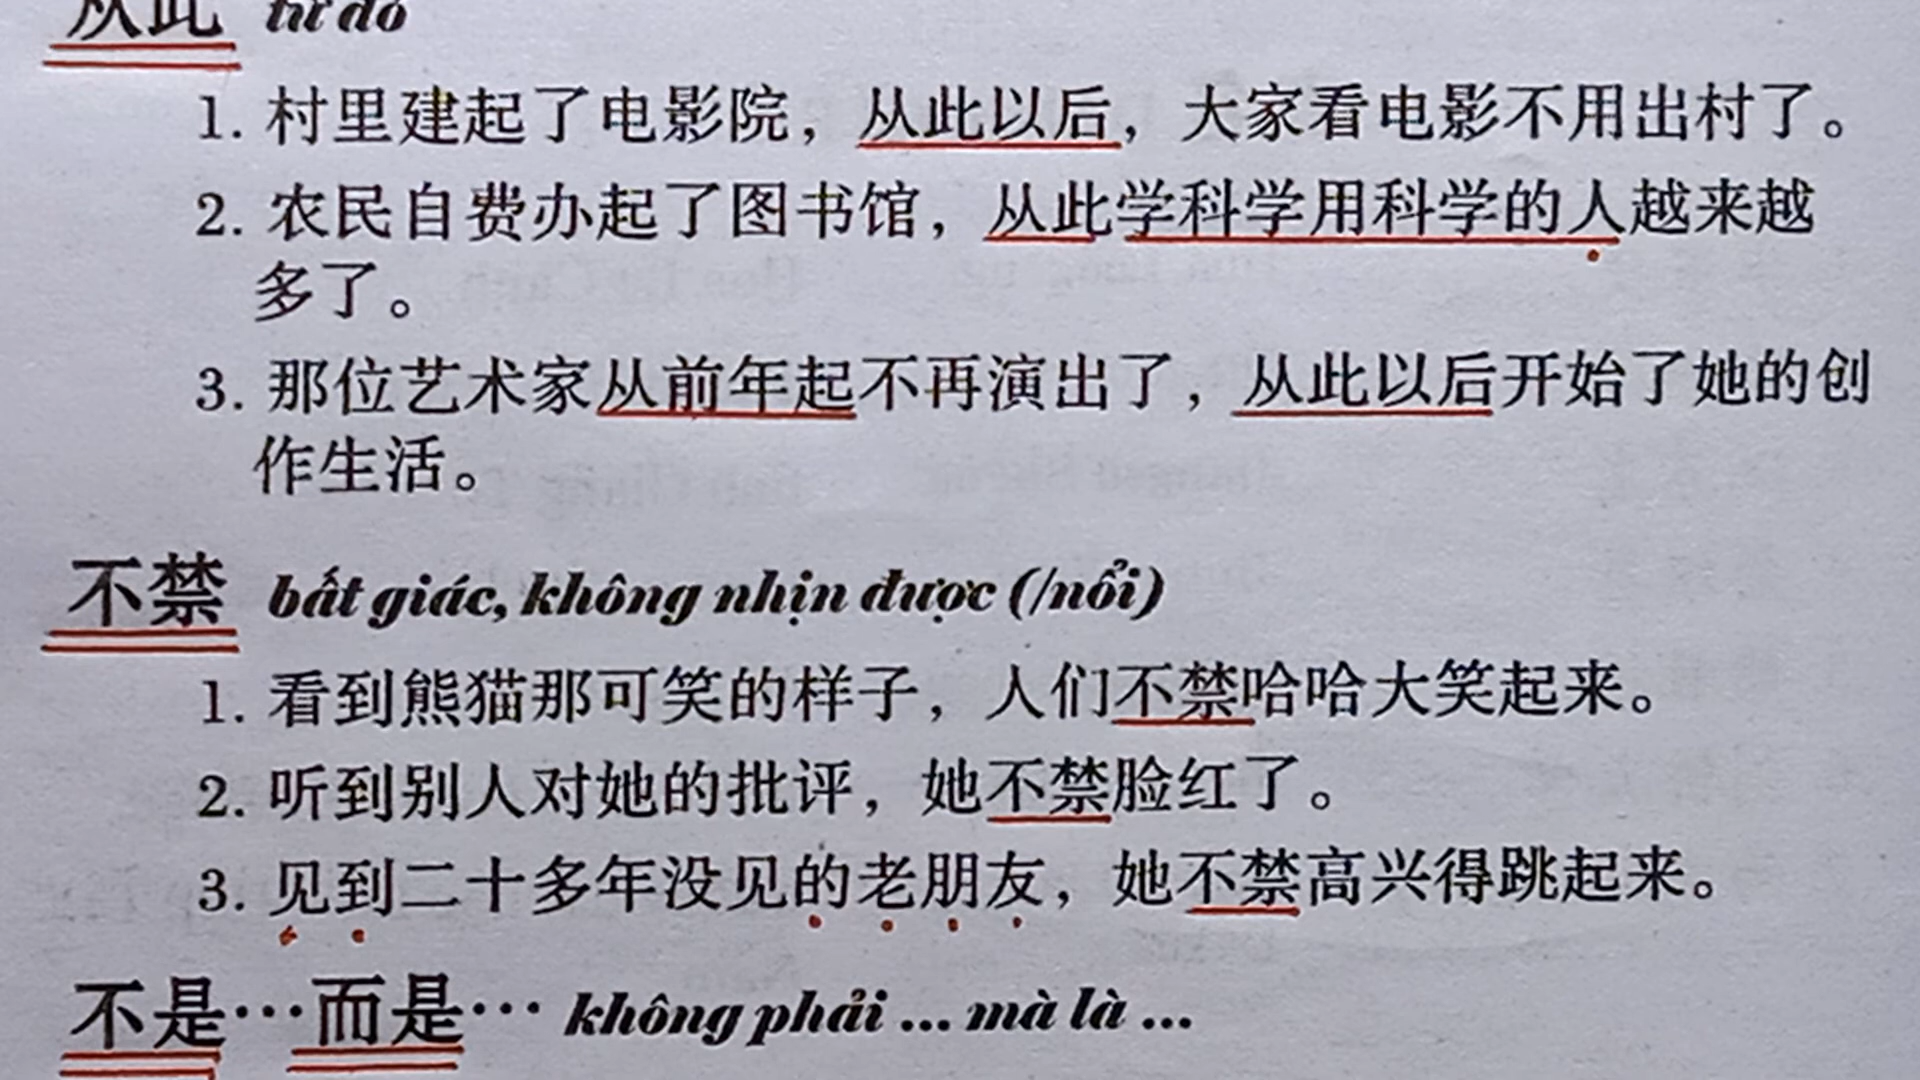 从此 từ đó
1. 村里建起了电影院，从此以后，大家看电影不用出村了。
2. 农民自费办起了图书馆，从此学科学用科学的人越来越
多了。
3. 那位艺术家从前年起不再演出了，从此以后开始了她的创
作生活。
不禁 bất giác, không nhịn được (/nổi)
1. 看到熊猫那可笑的样子，人们不禁哈哈大笑起来。
2. 听到别人对她的批评，她不禁脸红了。
3. 见到二十多年没见的老朋友，她不禁高兴得跳起来。
不是…而是… không phải ... mà là ...